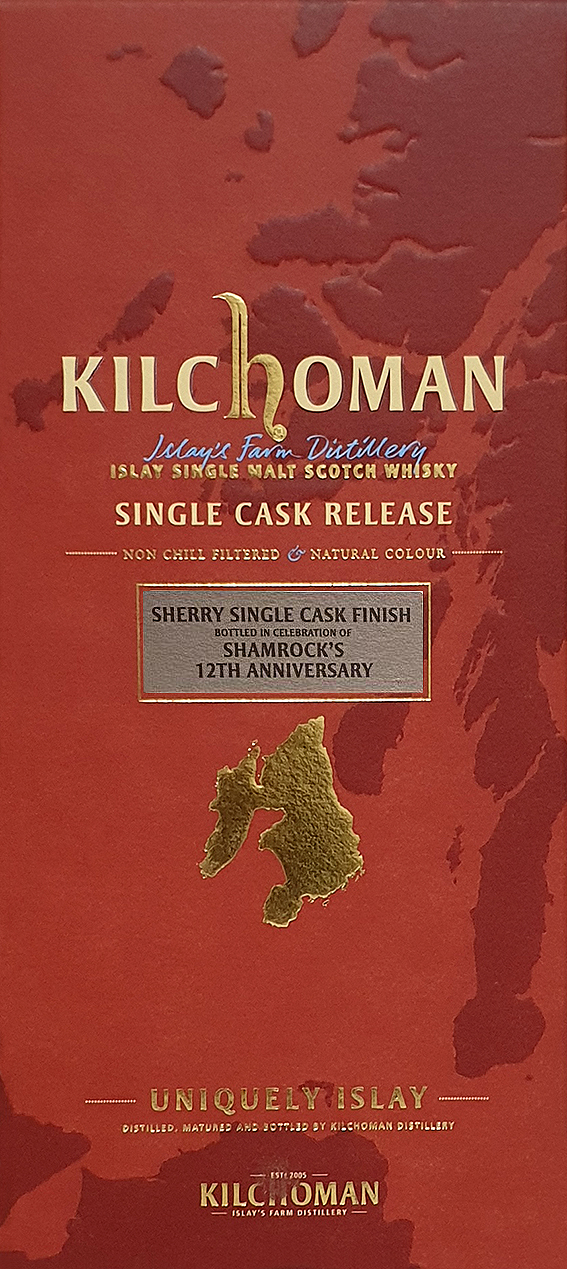 KILCHOMAN
Islay's Farm Distillery
ISLAY SINGLE MALT SCOTCH WHISKY
SINGLE CASK RELEASE
NON CHILL FILTERED & NATURAL COLOUR
SHERRY SINGLE CASK FINISH
BOTTLED IN CELEBRATION OF
SHAMROCK'S
12TH ANNIVERSARY
UNIQUELY ISLAY
DISTILLED, MATURED AND BOTTLED BY KILCHOMAN DISTILLERY
EST. 2005
KILCHOMAN
ISLAY'S FARM DISTILLERY